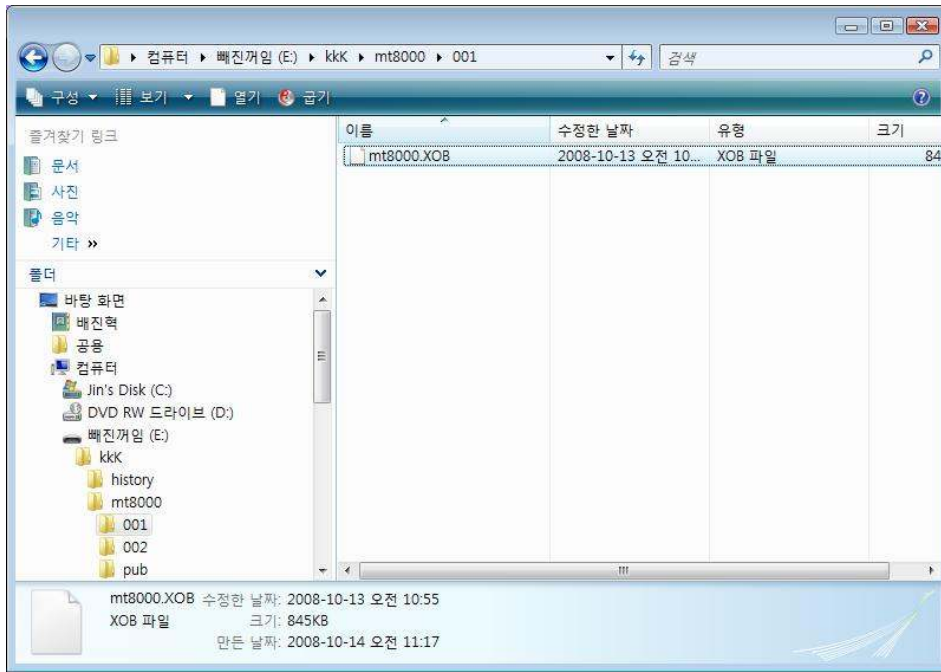 컴퓨터 ▸ 빼진꺼임 (E:) ▸ kkK ▸ mt8000 ▸ 001 검색
구성 보기 열기 굽기
즐겨찾기 링크
문서
사진
음악
기타 »
폴더
바탕 화면
배진혁
공용
컴퓨터
Jin's Disk (C:)
DVD RW 드라이브 (D:)
빼진꺼임 (E:)
kkK
history
mt8000
001
002
pub
이름 수정한 날짜 유형 크기
mt8000.XOB 2008-10-13 오전 10... XOB 파일 84
mt8000.XOB 수정한 날짜: 2008-10-13 오전 10:55
XOB 파일 크기: 845KB
만든 날짜: 2008-10-14 오전 11:17